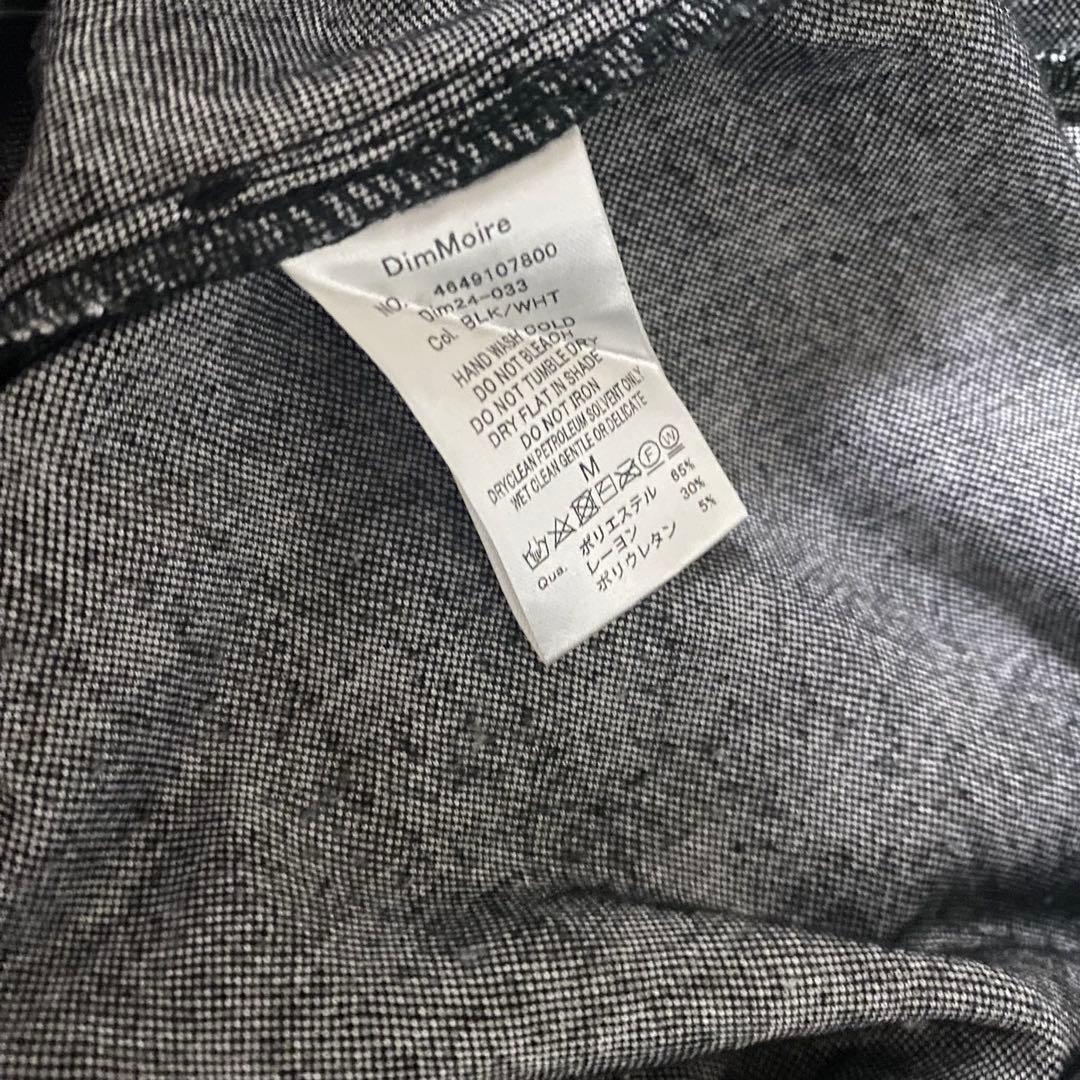 DimMoire
NO. 4649107800
Dim24-033
Col. BLK/WHT
HAND WASH COLD
DO NOT BLEACH
DO NOT TUMBLE DRY
DRY FLAT IN SHADE
DO NOT IRON
DRYCLEAN PETROLEUM SOLVENT ONLY
WET CLEAN GENTLE OR DELICATE
M
F W
Qua. ポリエステル 65%
レーヨン 30%
ポリウレタン 5%